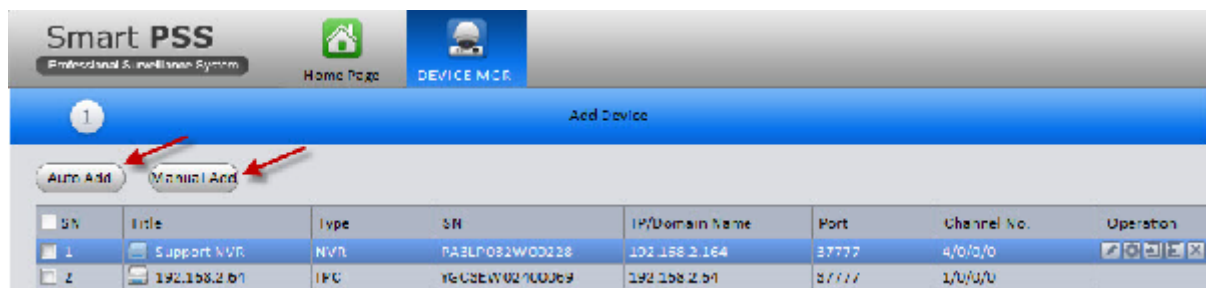 Smart PSS
Professional Surveillance System
Home Page DEVICE MGR
1 Add Device
Auto Add Manual Add
SN Title Type SN IP/Domain Name Port Channel No. Operation
1 Support NVR NVR 192.168.2.164 37777 4/0/0/0
2 192.168.2.64 IPC 192.168.2.64 37777 1/0/0/0